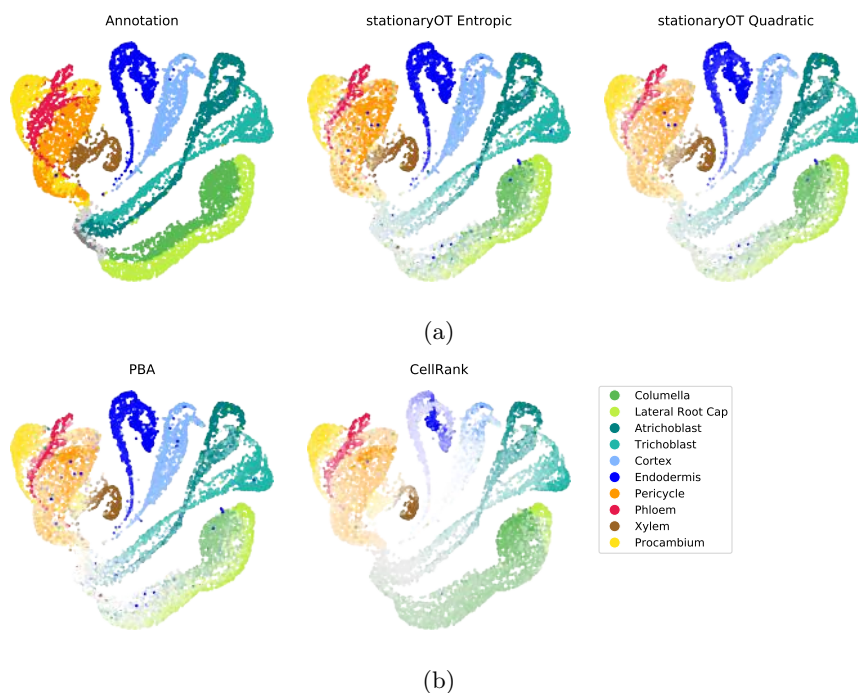 Annotation
stationaryOT Entropic
stationaryOT Quadratic
(a)
PBA
CellRank
Columella
Lateral Root Cap
Atrichoblast
Trichoblast
Cortex
Endodermis
Pericycle
Phloem
Xylem
Procambium
(b)